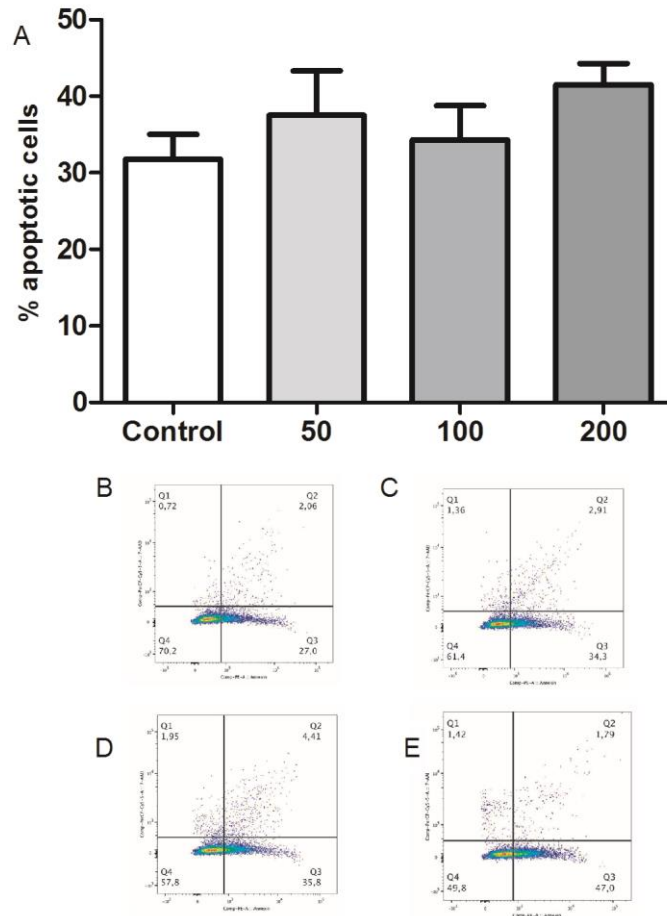 A
50
40
30
20
10
0
% apoptotic cells
Control 50 100 200
B
Q1
0,72
Q2
2,06
Q4
70,2
Q3
27,0
C
Q1
1,36
Q2
2,91
Q4
61,4
Q3
34,3
D
Q1
1,95
Q2
4,41
Q4
57,8
Q3
35,8
E
Q1
1,42
Q2
1,79
Q4
49,8
Q3
47,0